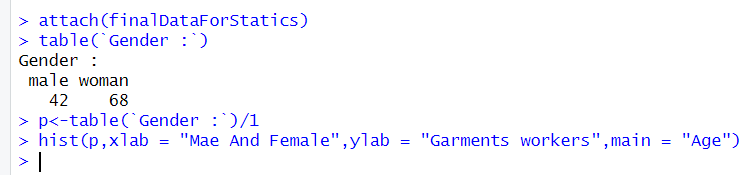 > attach(finalDataForStatics)
> table(`Gender :`)
Gender :
 male woman
   42    68
> p<-table(`Gender :`)/1
> hist(p,xlab = "Mae And Female",ylab = "Garments workers",main = "Age")
>